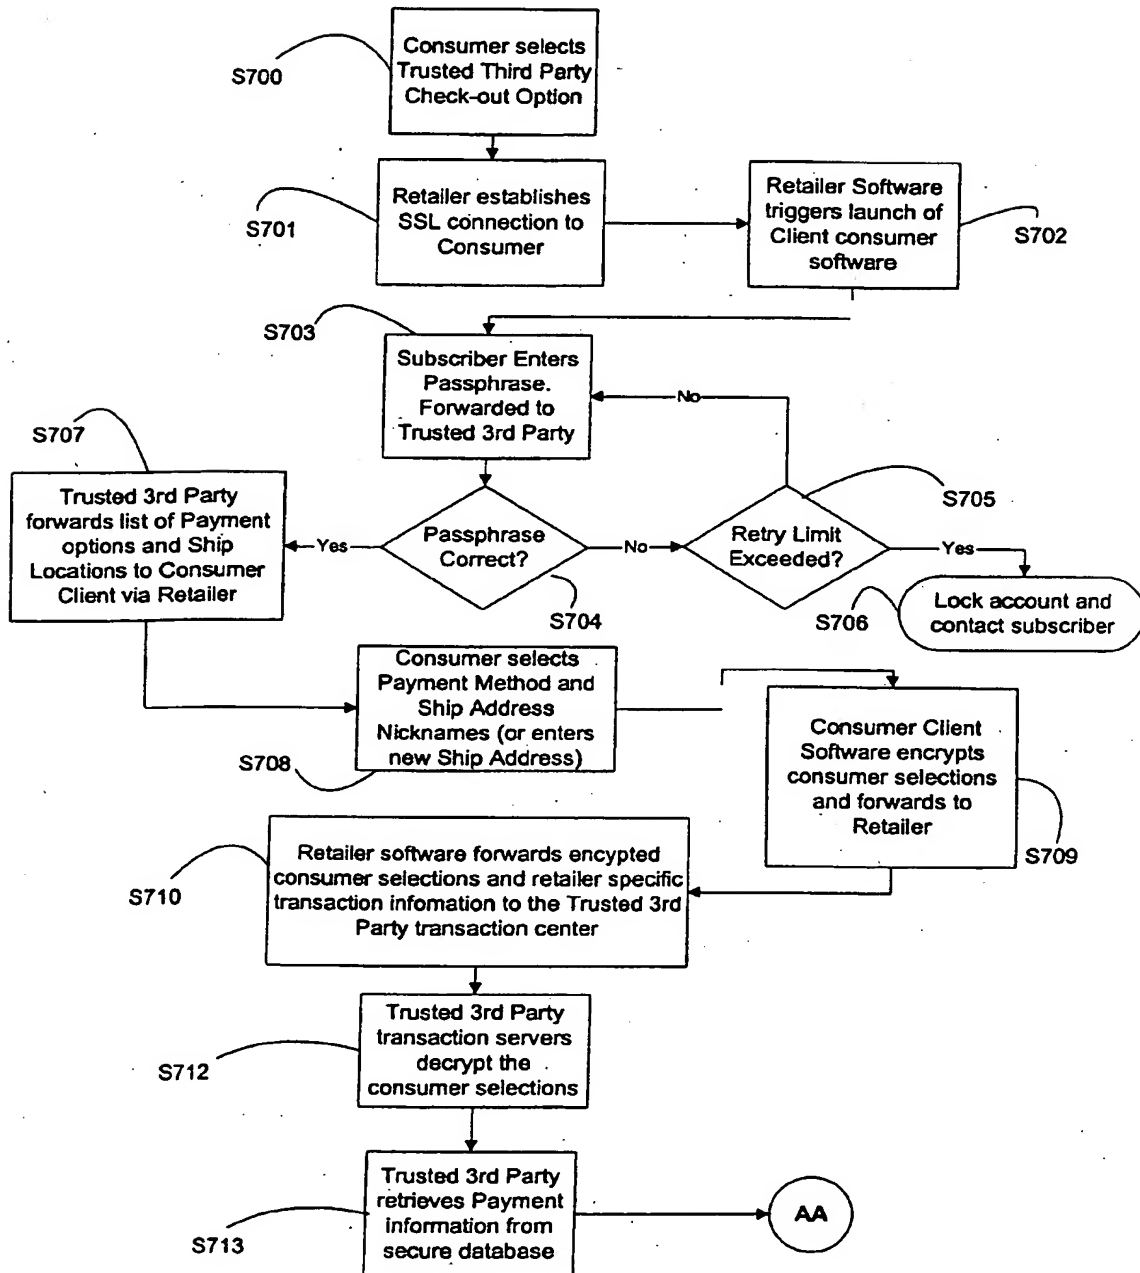 Consumer selects
Trusted Third Party
Check-out Option
S700
Retailer establishes
SSL connection to
Consumer
S701
Retailer Software
triggers launch of
Client consumer
software
S702
S703
Subscriber Enters
Passphrase.
Forwarded to
Trusted 3rd Party
No
S707
Trusted 3rd Party
forwards list of Payment
options and Ship
Locations to Consumer
Client via Retailer
Yes
Passphrase
Correct?
S704
No
Retry Limit
Exceeded?
S705
Yes
Lock account and
contact subscriber
S706
Consumer selects
Payment Method and
Ship Address
Nicknames (or enters
new Ship Address)
S708
Consumer Client
Software encrypts
consumer selections
and forwards to
Retailer
S709
Retailer software forwards encypted
consumer selections and retailer specific
transaction infomation to the Trusted 3rd
Party transaction center
S710
Trusted 3rd Party
transaction servers
decrypt the
consumer selections
S712
Trusted 3rd Party
retrieves Payment
information from
secure database
S713
AA